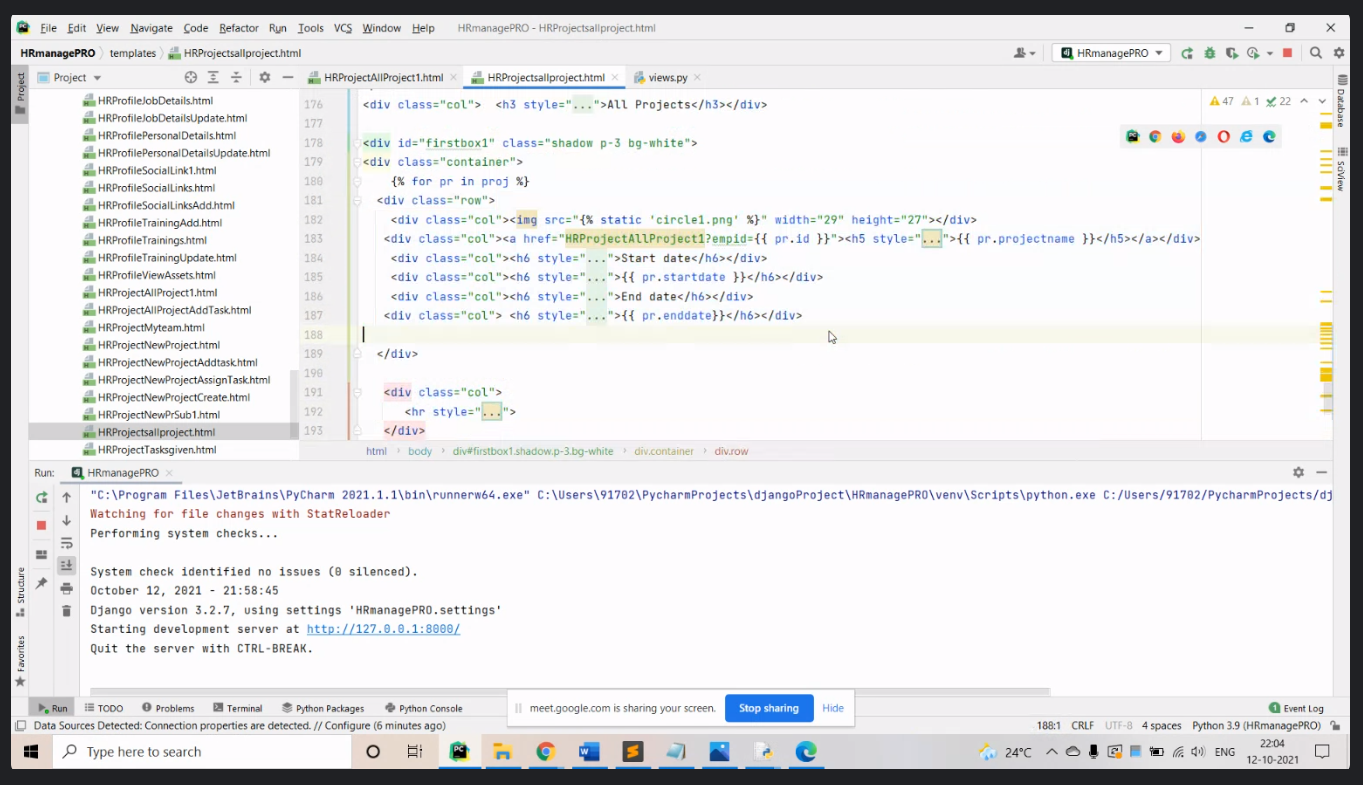 File Edit View Navigate Code Refactor Run Tools VCS Window Help HRmanagePRO - HRProjectsallproject.html
HRmanagePRO templates HRProjectsallproject.html HRmanagePRO
Project HRProjectAllProject1.html HRProjectsallproject.html views.py
Project
Structure
Favorites
Database
SciView
HRProfileJobDetails.html
HRProfileJobDetailsUpdate.html
HRProfilePersonalDetails.html
HRProfilePersonalDetailsUpdate.html
HRProfileSocialLink1.html
HRProfileSocialLinks.html
HRProfileSocialLinksAdd.html
HRProfileTrainingAdd.html
HRProfileTrainings.html
HRProfileTrainingUpdate.html
HRProfileViewAssets.html
HRProjectAllProject1.html
HRProjectAllProjectAddTask.html
HRProjectMyteam.html
HRProjectNewProject.html
HRProjectNewProjectAddtask.html
HRProjectNewProjectAssignTask.html
HRProjectNewProjectCreate.html
HRProjectNewPrSub1.html
HRProjectsallproject.html
HRProjectTasksgiven.html
47 1 22
176 <div class="col"> <h3 style="...">All Projects</h3></div>
177
178 <div id="firstbox1" class="shadow p-3 bg-white">
179 <div class="container">
180 {% for pr in proj %}
181 <div class="row">
182 <div class="col"><img src="{% static 'circle1.png' %}" width="29" height="27"></div>
183 <div class="col"><a href="HRProjectAllProject1?empid={{ pr.id }}"><h5 style="...">{{ pr.projectname }}</h5></a></div>
184 <div class="col"><h6 style="...">Start date</h6></div>
185 <div class="col"><h6 style="...">{{ pr.startdate }}</h6></div>
186 <div class="col"><h6 style="...">End date</h6></div>
187 <div class="col"> <h6 style="...">{{ pr.enddate}}</h6></div>
188
189 </div>
190
191 <div class="col">
192 <hr style="...">
193 </div>
html body div#firstbox1.shadow.p-3.bg-white div.container div.row
Run: HRmanagePRO
"C:\Program Files\JetBrains\PyCharm 2021.1.1\bin\runnerw64.exe" C:\Users\91702\PycharmProjects\djangoProject\HRmanagePRO\venv\Scripts\python.exe C:/Users/91702/PycharmProjects/dj
Watching for file changes with StatReloader
Performing system checks...
System check identified no issues (0 silenced).
October 12, 2021 - 21:58:45
Django version 3.2.7, using settings 'HRmanagePRO.settings'
Starting development server at http://127.0.0.1:8000/
Quit the server with CTRL-BREAK.
Run TODO Problems Terminal Python Packages Python Console 1 Event Log
meet.google.com is sharing your screen. Stop sharing Hide
Data Sources Detected: Connection properties are detected. // Configure (6 minutes ago) 188:1 CRLF UTF-8 4 spaces Python 3.9 (HRmanagePRO)
Type here to search 24°C ENG 22:04
12-10-2021